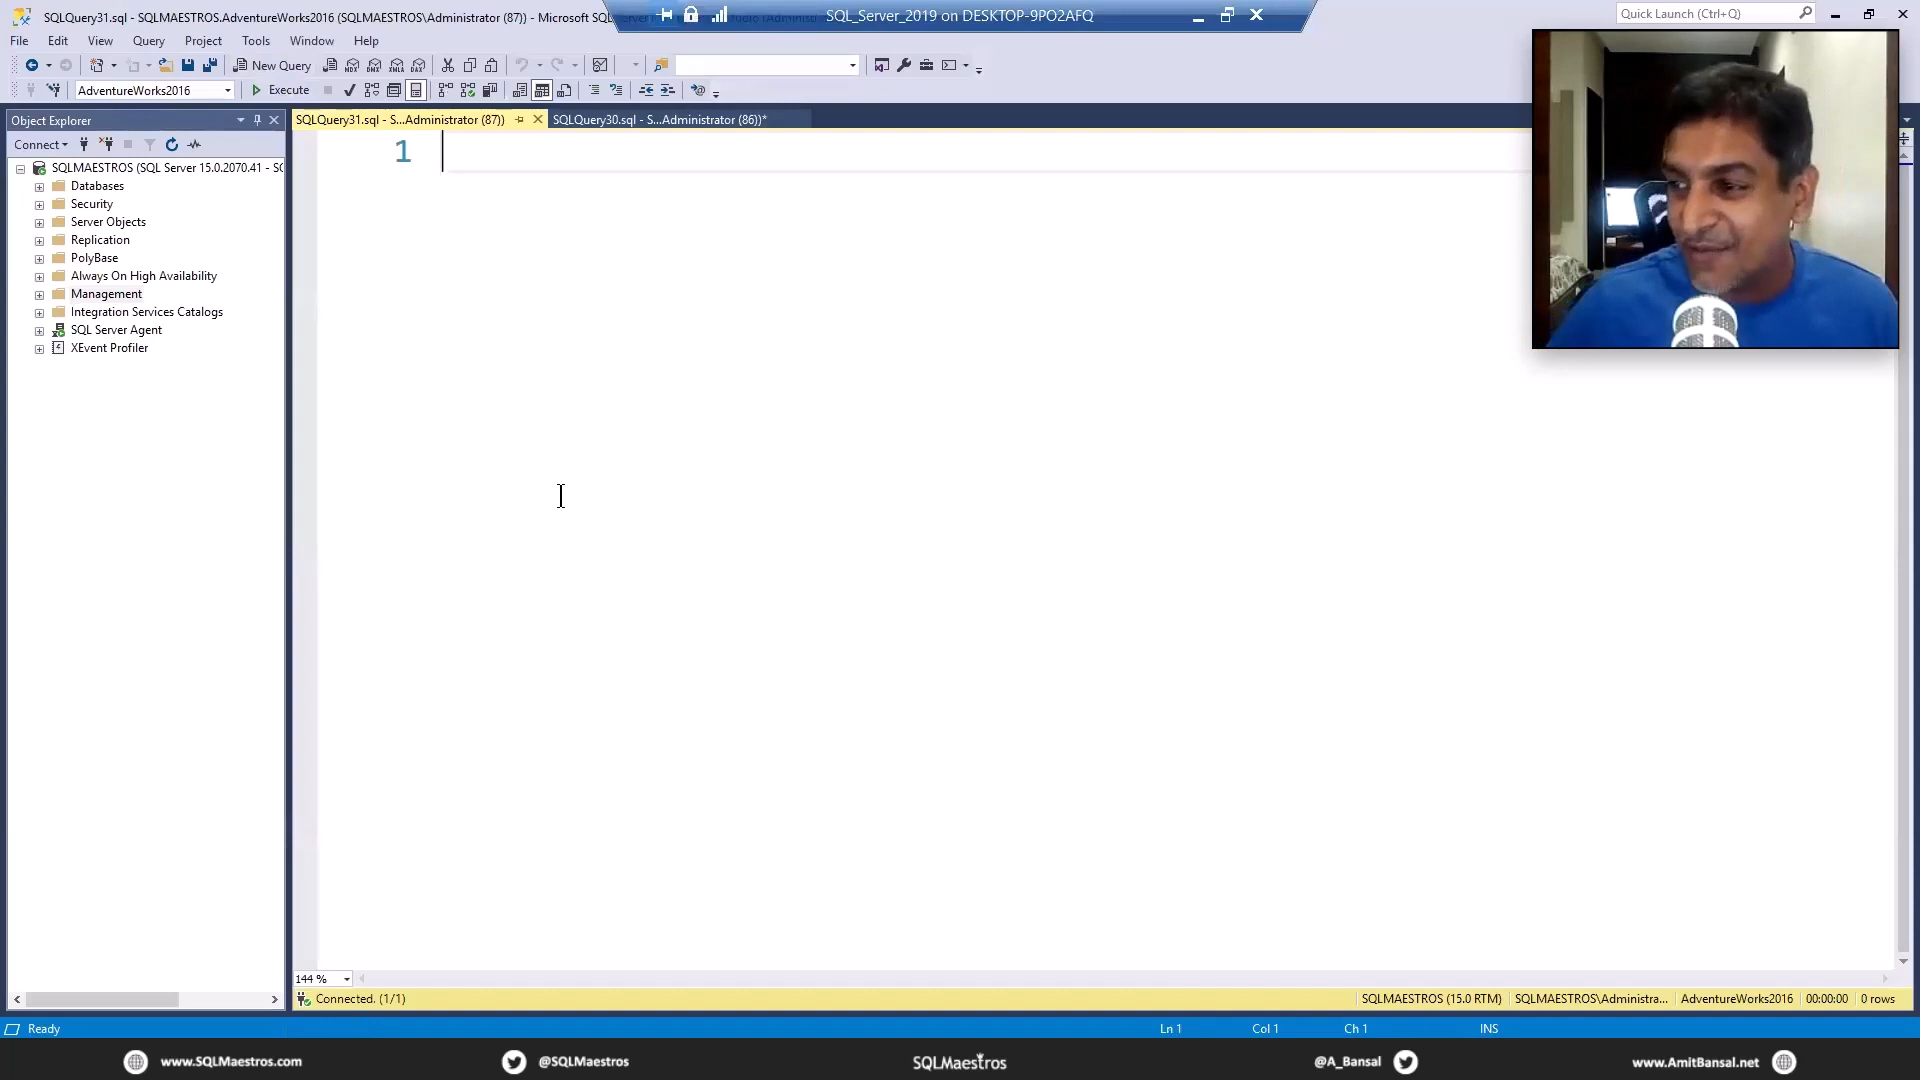 SQLQuery31.sql - SQLMAESTROS.AdventureWorks2016 (SQLMAESTROS\Administrator (87)) - Microsoft SQL
SQL_Server_2019 on DESKTOP-9PO2AFQ
Quick Launch (Ctrl+Q)
File Edit View Query Project Tools Window Help
New Query
AdventureWorks2016
Execute
Object Explorer
SQLQuery31.sql - S...Administrator (87))
SQLQuery30.sql - S...Administrator (86))*
Connect
1
SQLMAESTROS (SQL Server 15.0.2070.41 - SQ
Databases
Security
Server Objects
Replication
PolyBase
Always On High Availability
Management
Integration Services Catalogs
SQL Server Agent
XEvent Profiler
144 %
Connected. (1/1)
SQLMAESTROS (15.0 RTM)
SQLMAESTROS\Administra...
AdventureWorks2016
00:00:00
0 rows
Ready
Ln 1
Col 1
Ch 1
INS
www.SQLMaestros.com
@SQLMaestros
SQLMaestros
@A_Bansal
www.AmitBansal.net